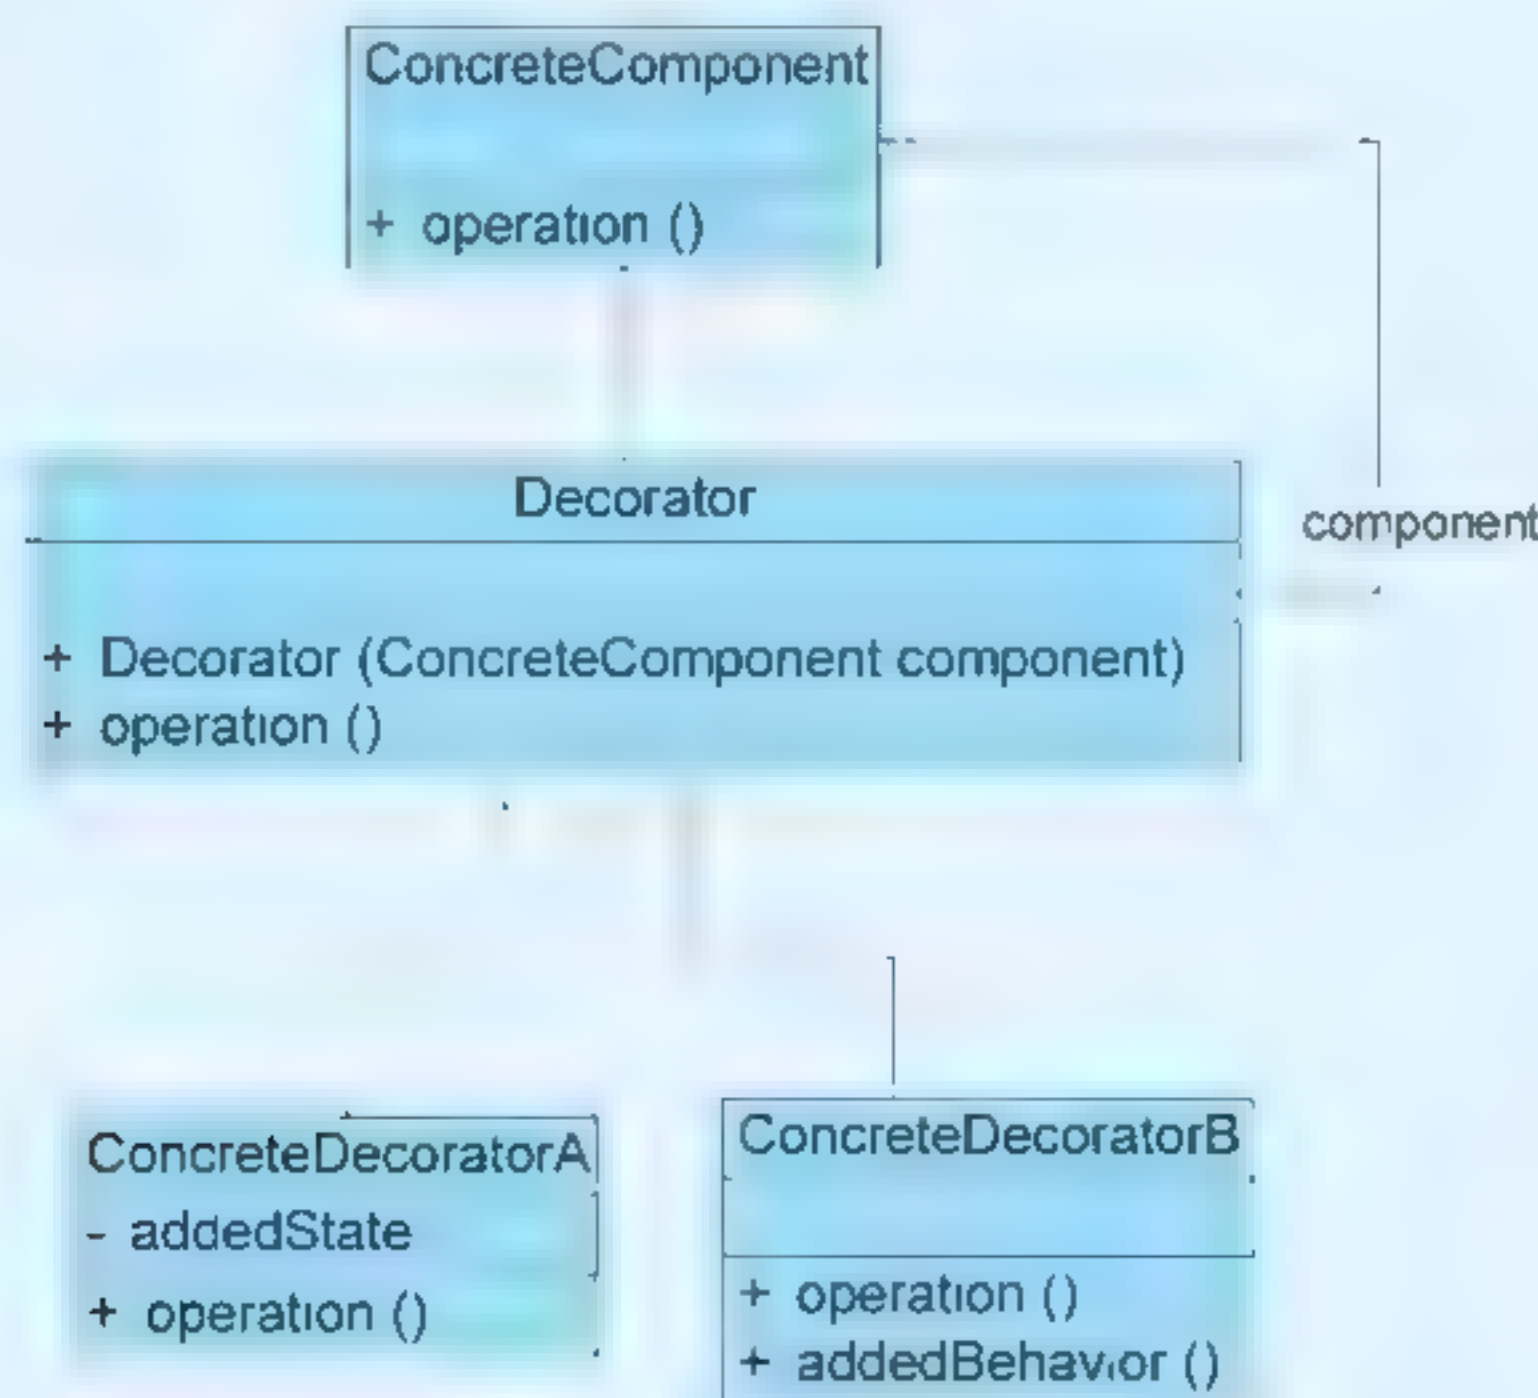 ConcreteComponent
+ operation ()
Decorator
component
+ Decorator (ConcreteComponent component)
+ operation ()
ConcreteDecoratorA
- addedState
+ operation ()
ConcreteDecoratorB
+ operation ()
+ addedBehavior ()